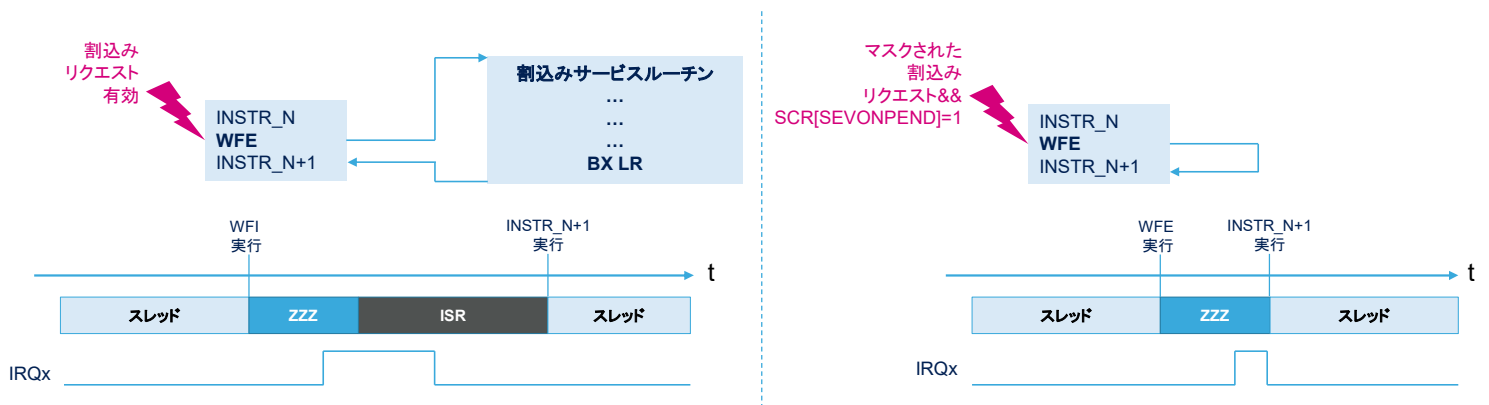 割込み
リクエスト
有効
INSTR_N
WFE
INSTR_N+1
割込みサービスルーチン
…
…
…
BX LR
WFI
実行
INSTR_N+1
実行
t
スレッド
ZZZ
ISR
スレッド
IRQx
マスクされた
割込み
リクエスト&&
SCR[SEVONPEND]=1
INSTR_N
WFE
INSTR_N+1
WFE
実行
INSTR_N+1
実行
t
スレッド
ZZZ
スレッド
IRQx